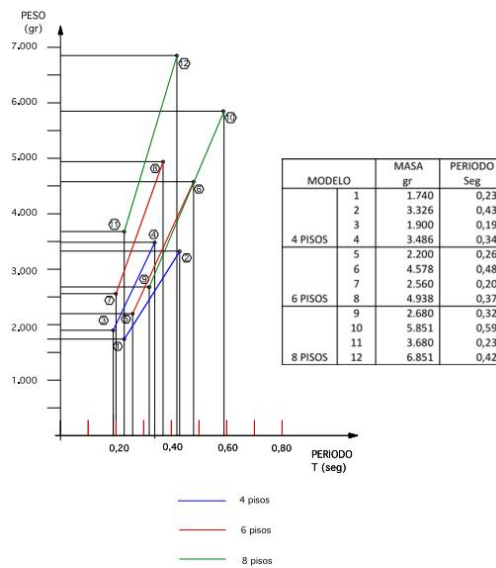 PESO
(gr)
7.000
6.000
5.000
4.000
3.000
2.000
1.000
12
10
8
6
11
4
2
9
7
5
3
1
0,20
0,40
0,60
0,80
PERIODO
T (seg)
MODELO MASA gr PERIODO Seg
1 1.740 0,23
2 3.326 0,43
3 1.900 0,19
4 PISOS 4 3.486 0,34
5 2.200 0,26
6 4.578 0,48
7 2.560 0,20
6 PISOS 8 4.938 0,37
9 2.680 0,32
10 5.851 0,59
11 3.680 0,23
8 PISOS 12 6.851 0,42
4 pisos
6 pisos
8 pisos